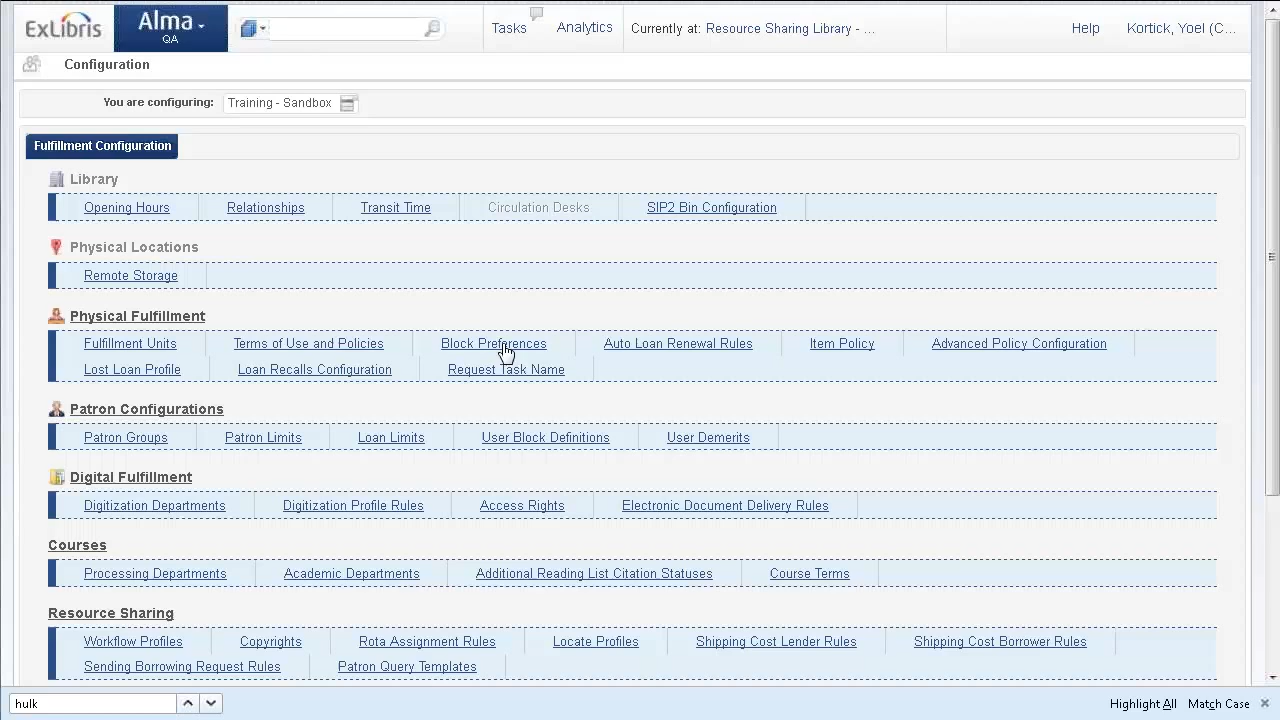 ExLibris Alma QA Tasks Analytics Currently at: Resource Sharing Library - ... Help Kortick, Yoel (C...
Configuration
You are configuring: Training - Sandbox
Fulfillment Configuration
Library
Opening Hours Relationships Transit Time Circulation Desks SIP2 Bin Configuration
Physical Locations
Remote Storage
Physical Fulfillment
Fulfillment Units Terms of Use and Policies Block Preferences Auto Loan Renewal Rules Item Policy Advanced Policy Configuration
Lost Loan Profile Loan Recalls Configuration Request Task Name
Patron Configurations
Patron Groups Patron Limits Loan Limits User Block Definitions User Demerits
Digital Fulfillment
Digitization Departments Digitization Profile Rules Access Rights Electronic Document Delivery Rules
Courses
Processing Departments Academic Departments Additional Reading List Citation Statuses Course Terms
Resource Sharing
Workflow Profiles Copyrights Rota Assignment Rules Locate Profiles Shipping Cost Lender Rules Shipping Cost Borrower Rules
Sending Borrowing Request Rules Patron Query Templates
hulk Highlight All Match Case